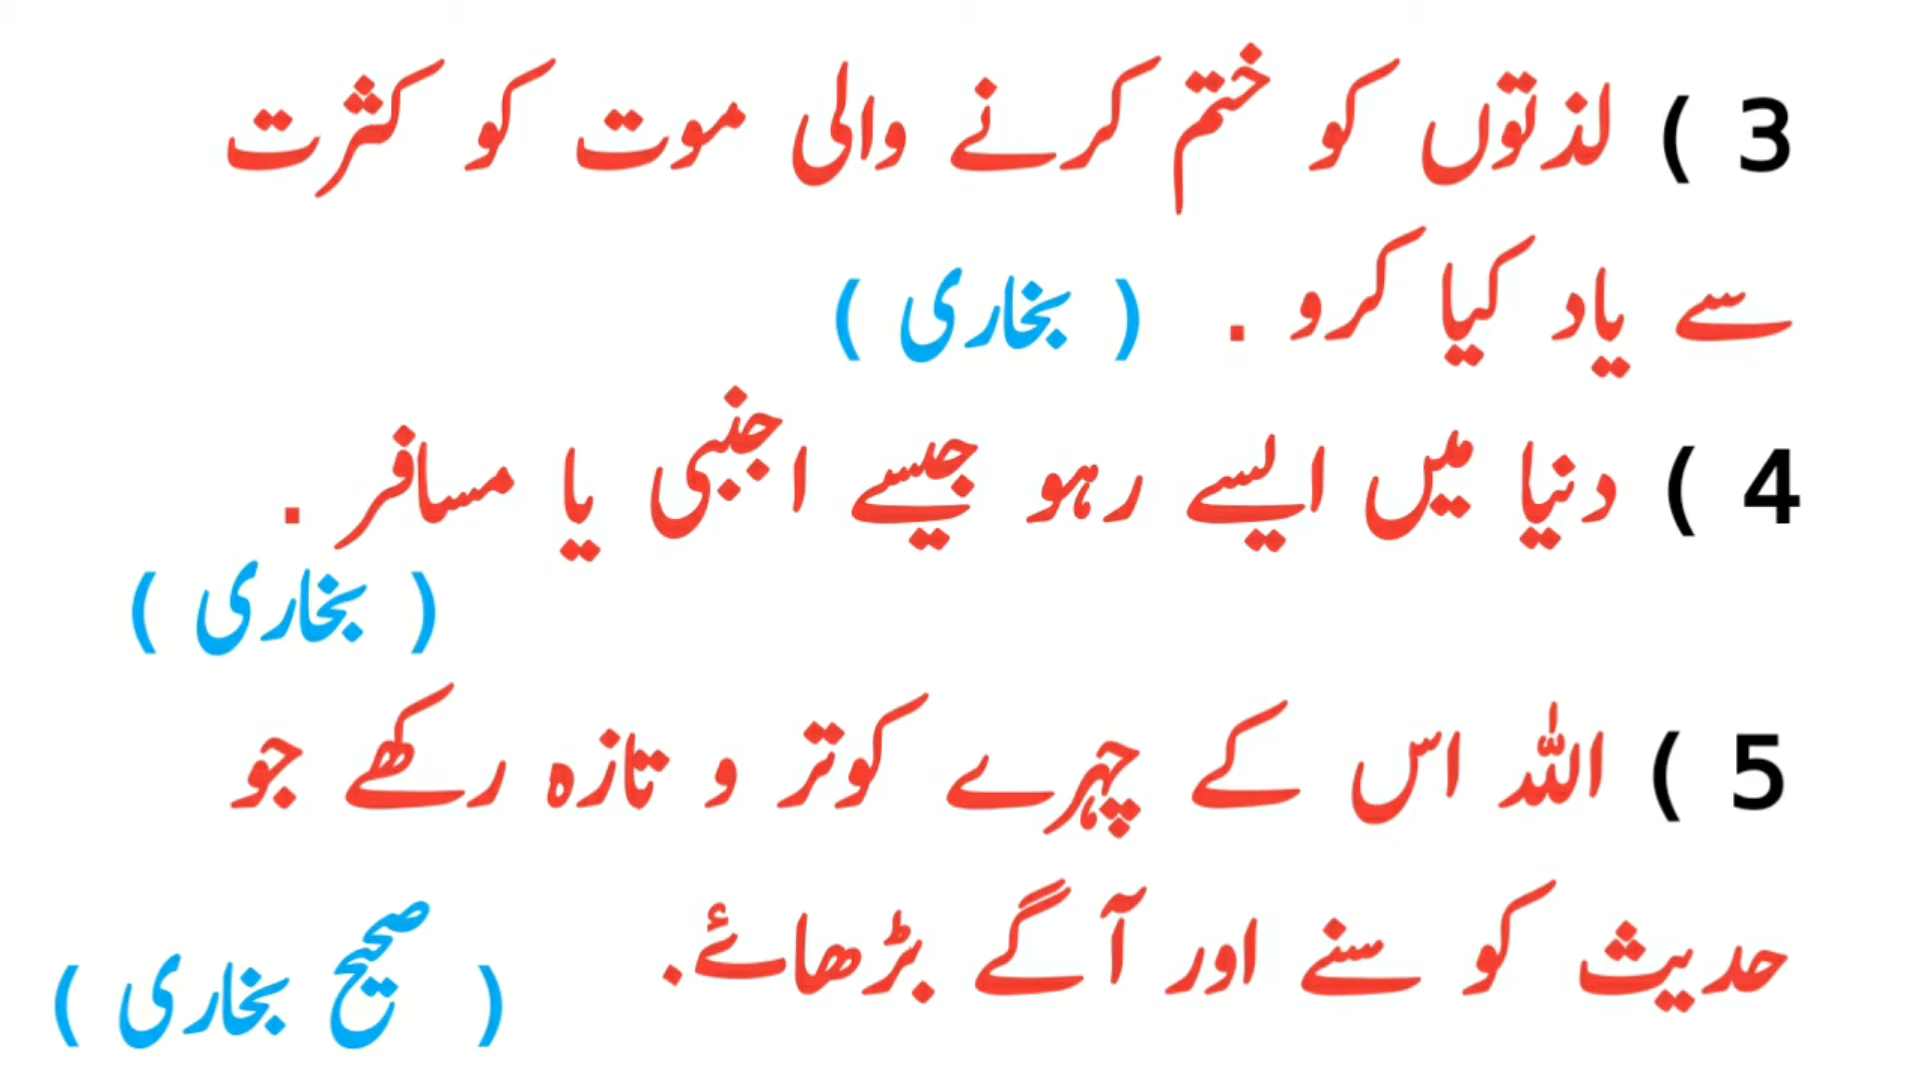 3 ) لذتوں کو ختم کرنے والی موت کو کثرت
سے یاد کیا کرو . ( بخاری )
4 ) دنیا میں ایسے رہو جیسے اجنبی یا مسافر .
( بخاری )
5 ) اللہ اس کے چہرے کوتر و تازہ رکھے جو
حدیث کو سنے اور آگے بڑھائے.
( صحیح بخاری )